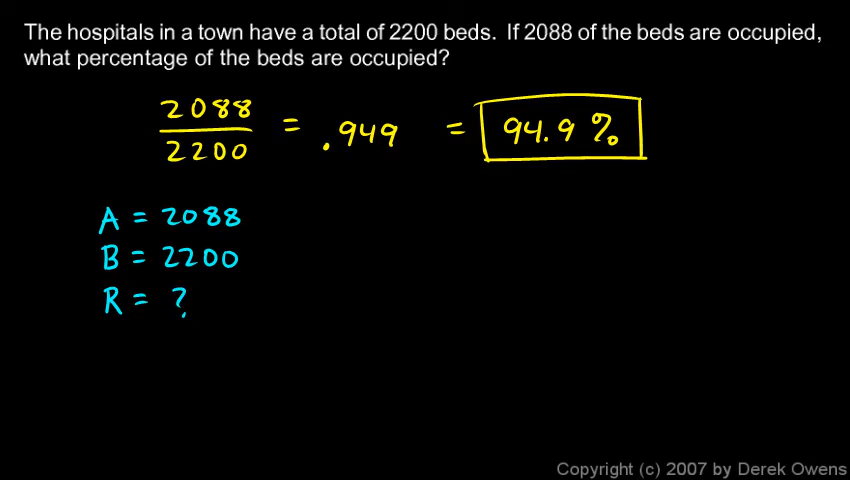 The hospitals in a town have a total of 2200 beds. If 2088 of the beds are occupied,
what percentage of the beds are occupied?
2088
2200
= .949 = 94.9 %
A = 2088
B = 2200
R = ?
Copyright (c) 2007 by Derek Owens